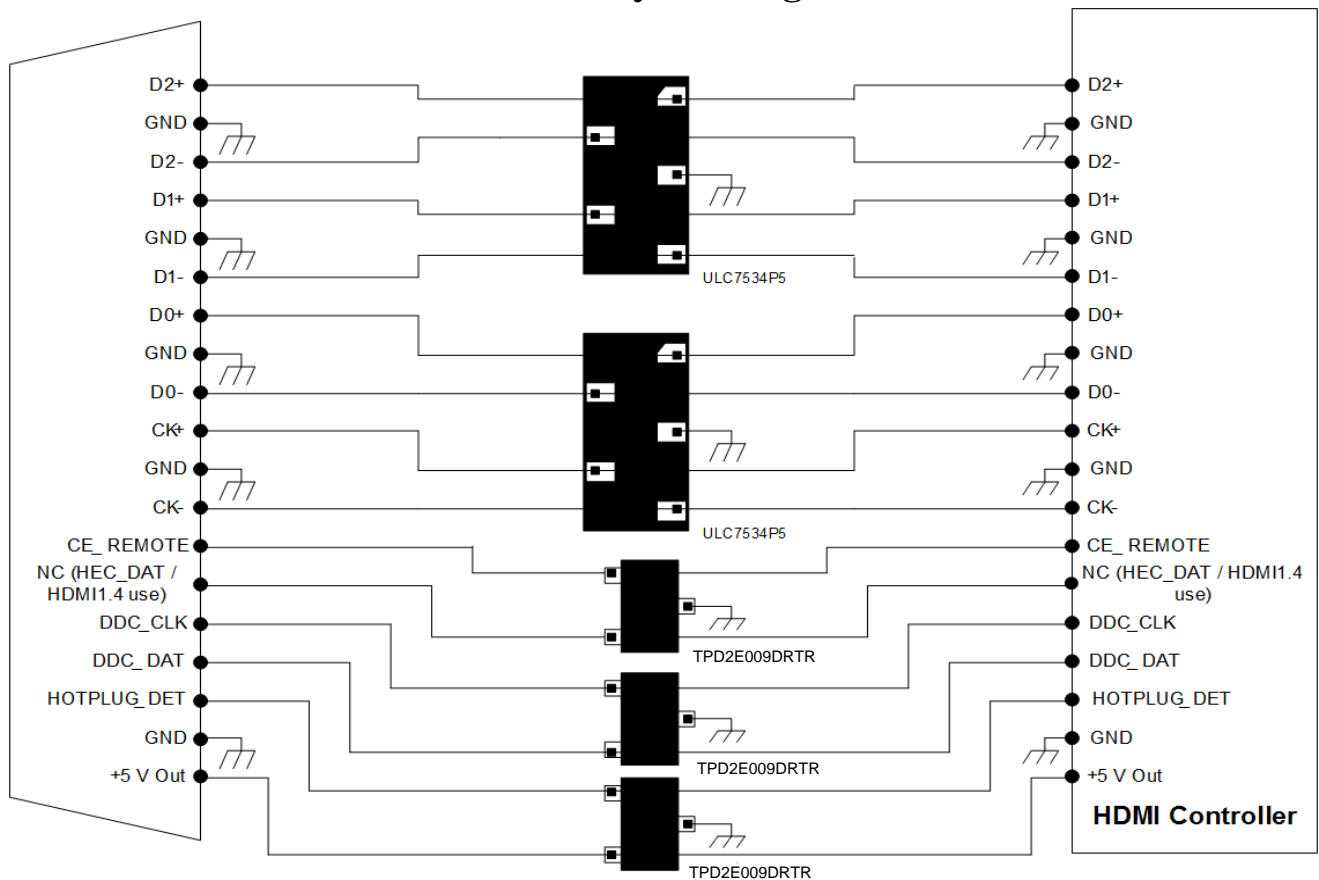 D2+
GND
D2-
D1+
GND
D1-
D0+
GND
D0-
CK+
GND
CK-
CE_ REMOTE
NC (HEC_DAT /
HDMI1.4 use)
DDC_CLK
DDC_ DAT
HOTPLUG_DET
GND
+5 V Out
ULC7534P5
ULC7534P5
TPD2E009DRTR
TPD2E009DRTR
TPD2E009DRTR
D2+
GND
D2-
D1+
GND
D1-
D0+
GND
D0-
CK+
GND
CK-
CE_ REMOTE
NC (HEC_DAT / HDMI1.4
use)
DDC_CLK
DDC_ DAT
HOTPLUG_DET
GND
+5 V Out
HDMI Controller